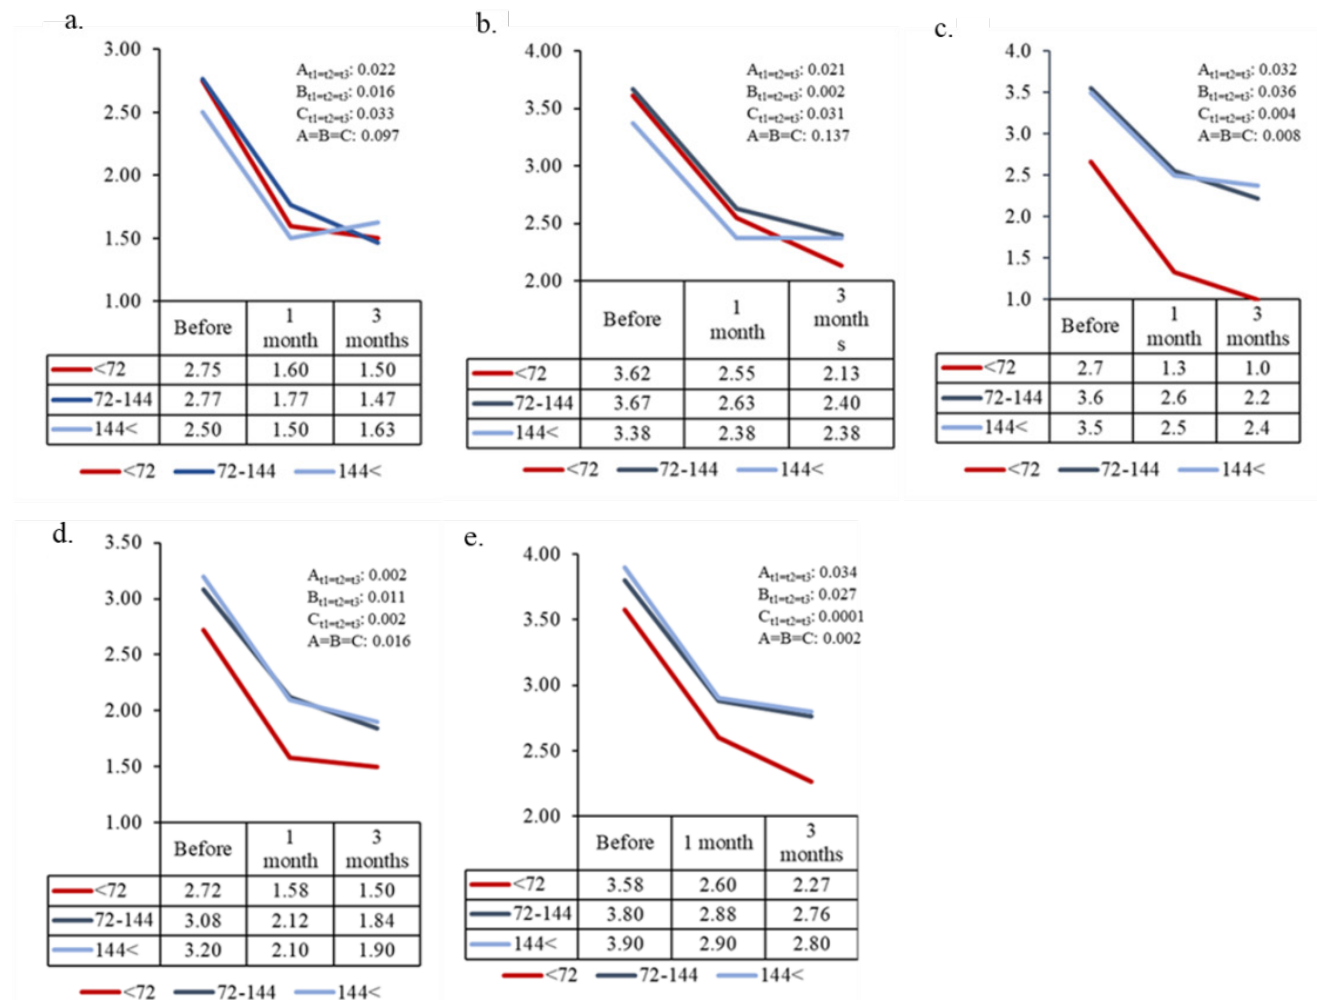 a.
3.00
2.50
2.00
1.50
1.00
At1=t2=t3: 0.022
Bt1=t2=t3: 0.016
Ct1=t2=t3: 0.033
A=B=C: 0.097
Before 1 month 3 months
<72 2.75 1.60 1.50
72-144 2.77 1.77 1.47
144< 2.50 1.50 1.63
<72 72-144 144<
b.
4.00
3.50
3.00
2.50
2.00
At1=t2=t3: 0.021
Bt1=t2=t3: 0.002
Ct1=t2=t3: 0.031
A=B=C: 0.137
Before 1 month 3 month s
<72 3.62 2.55 2.13
72-144 3.67 2.63 2.40
144< 3.38 2.38 2.38
<72 72-144 144<
c.
4.0
3.5
3.0
2.5
2.0
1.5
1.0
At1=t2=t3: 0.032
Bt1=t2=t3: 0.036
Ct1=t2=t3: 0.004
A=B=C: 0.008
Before 1 month 3 months
<72 2.7 1.3 1.0
72-144 3.6 2.6 2.2
144< 3.5 2.5 2.4
<72 72-144 144<
d.
3.50
3.00
2.50
2.00
1.50
1.00
At1=t2=t3: 0.002
Bt1=t2=t3: 0.011
Ct1=t2=t3: 0.002
A=B=C: 0.016
Before 1 month 3 months
<72 2.72 1.58 1.50
72-144 3.08 2.12 1.84
144< 3.20 2.10 1.90
<72 72-144 144<
e.
4.00
3.50
3.00
2.50
2.00
At1=t2=t3: 0.034
Bt1=t2=t3: 0.027
Ct1=t2=t3: 0.0001
A=B=C: 0.002
Before 1 month 3 months
<72 3.58 2.60 2.27
72-144 3.80 2.88 2.76
144< 3.90 2.90 2.80
<72 72-144 144<